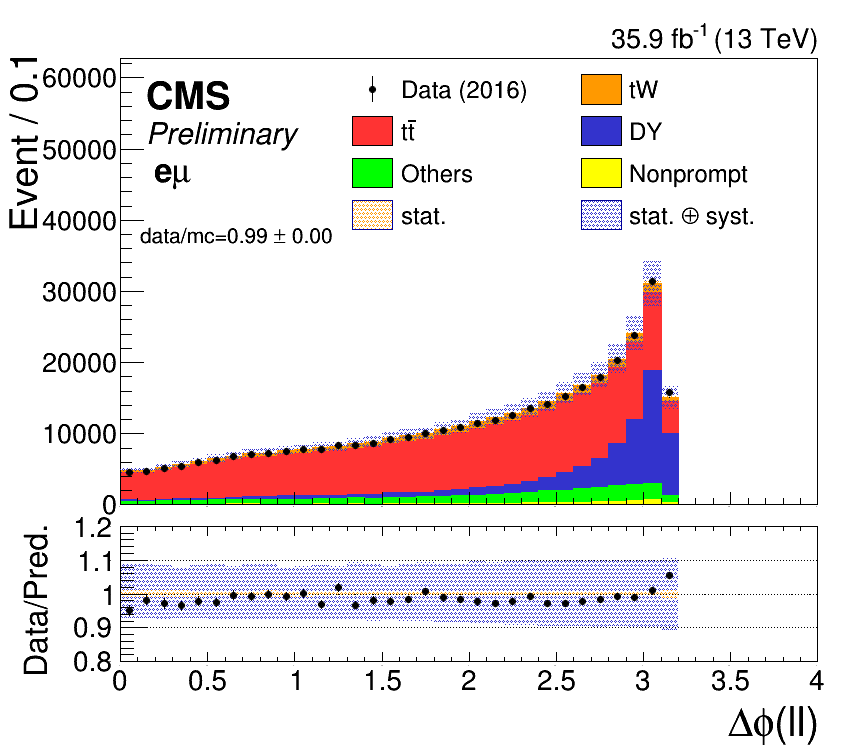 35.9 fb⁻¹ (13 TeV)
Event / 0.1
60000
50000
40000
30000
20000
10000
0
CMS
Preliminary
eμ
data/mc=0.99 ± 0.00
Data (2016)
tW
tt̄
DY
Others
Nonprompt
stat.
stat. ⊕ syst.
Data/Pred.
1.2
1.1
1
0.9
0.8
0 0.5 1 1.5 2 2.5 3 3.5 4
Δϕ(ll)